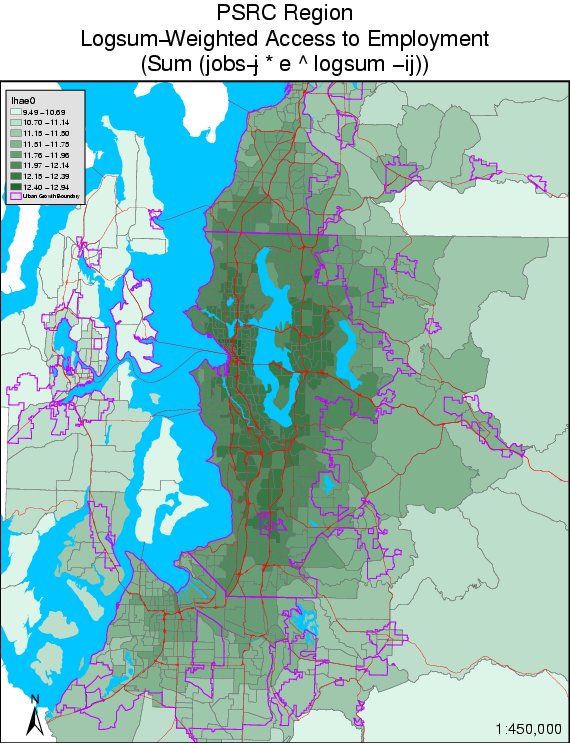 PSRC Region
Logsum-Weighted Access to Employment
(Sum (jobs-j * e ^ logsum -ij))
lhae0
9.49 - 10.69
10.70 - 11.14
11.15 - 11.50
11.51 - 11.75
11.76 - 11.96
11.97 - 12.14
12.15 - 12.39
12.40 - 12.94
Urban Growth Boundary
N
1:450,000